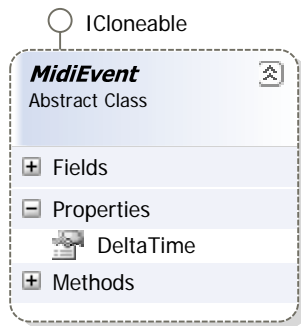 ICloneable
MidiEvent
Abstract Class
Fields
Properties
DeltaTime
Methods